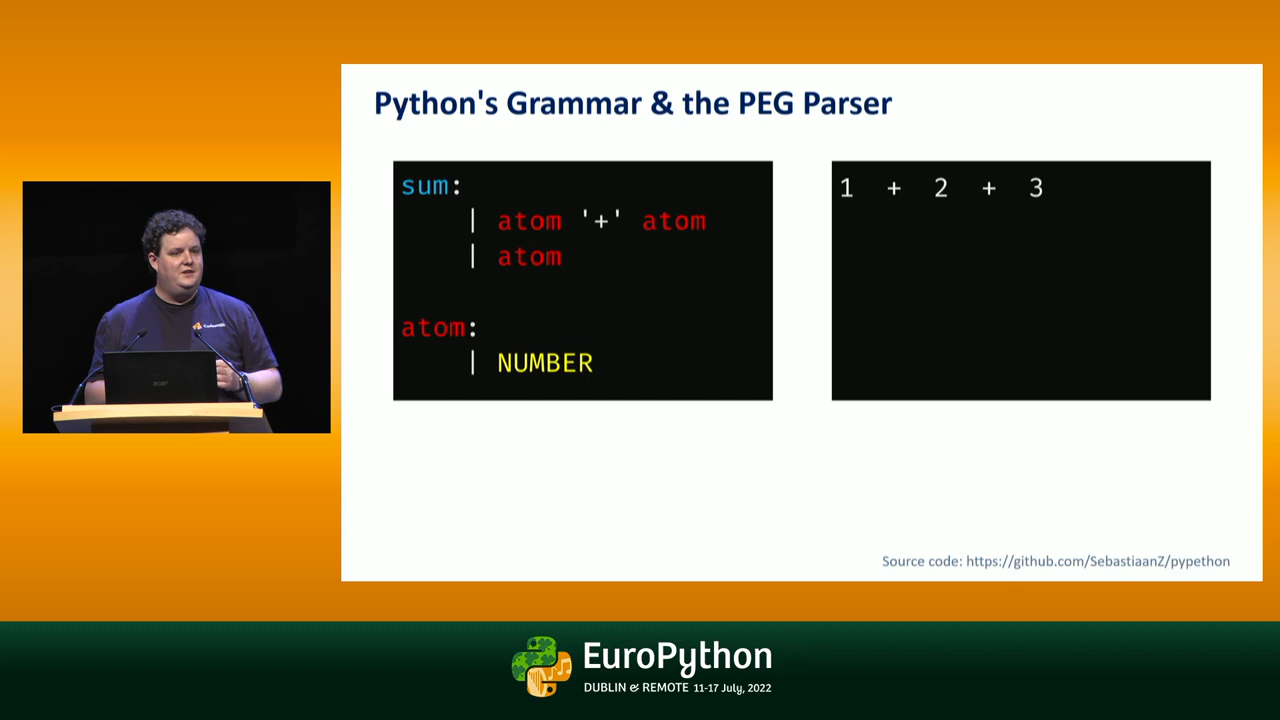 Python's Grammar & the PEG Parser
sum:
| atom '+' atom
| atom
atom:
| NUMBER
1 + 2 + 3
Source code: https://github.com/SebastiaanZ/pypethon
EuroPython
DUBLIN & REMOTE 11-17 July, 2022